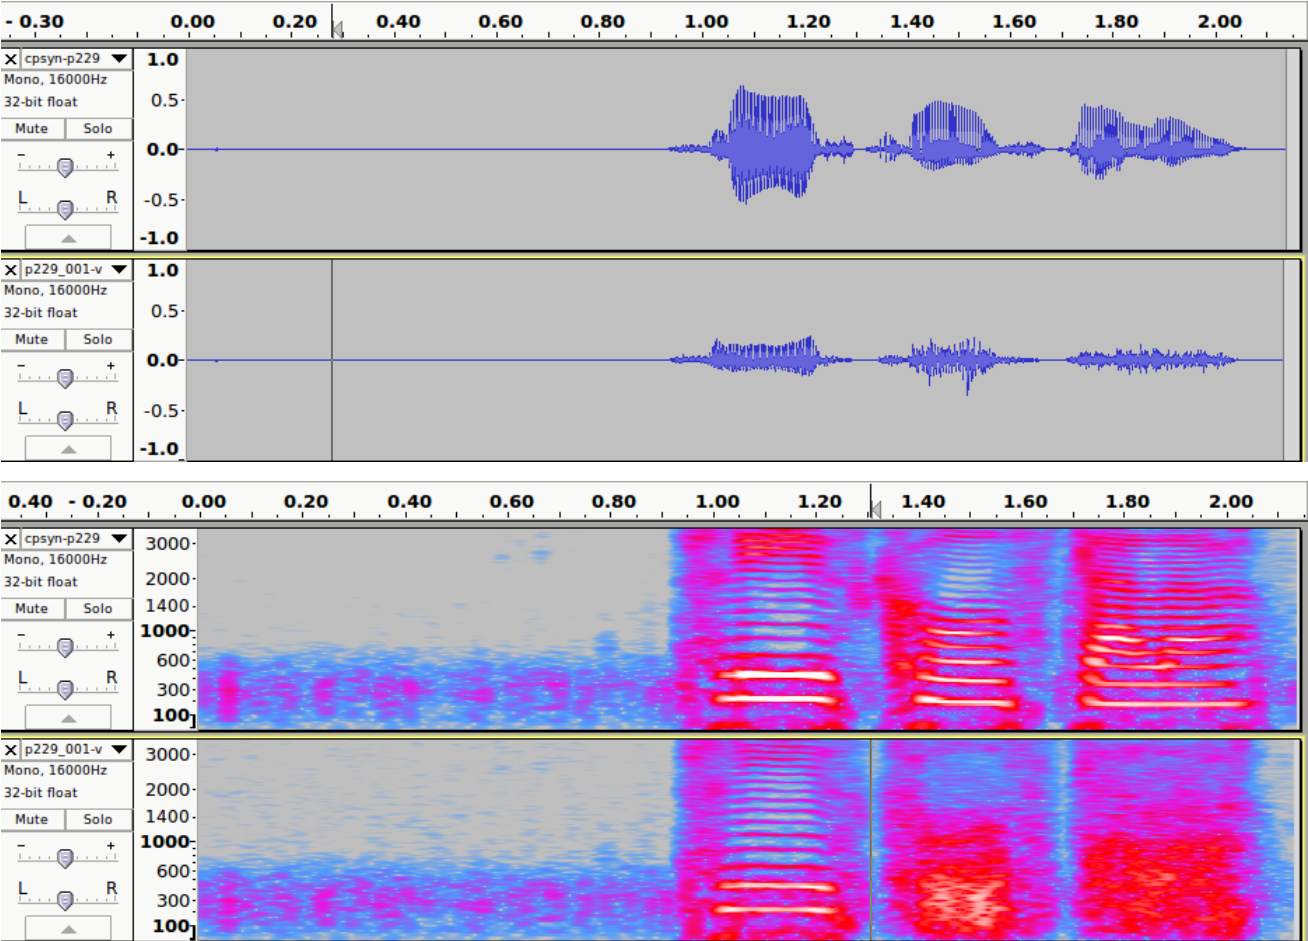 - 0.30 0.00 0.20 0.40 0.60 0.80 1.00 1.20 1.40 1.60 1.80 2.00
X cpsyn-p229 ▼ 1.0
Mono, 16000Hz
32-bit float 0.5-
Mute Solo
- + 0.0-
L R -0.5-
-1.0
X p229_001-v ▼ 1.0
Mono, 16000Hz
32-bit float 0.5-
Mute Solo
- + 0.0-
L R -0.5-
-1.0
0.40 - 0.20 0.00 0.20 0.40 0.60 0.80 1.00 1.20 1.40 1.60 1.80 2.00
X cpsyn-p229 ▼ 3000-
Mono, 16000Hz
32-bit float 2000-
Mute Solo 1400-
- + 1000-
600-
L R 300-
100
X p229_001-v ▼ 3000-
Mono, 16000Hz
32-bit float 2000-
Mute Solo 1400-
- + 1000-
600-
L R 300-
100